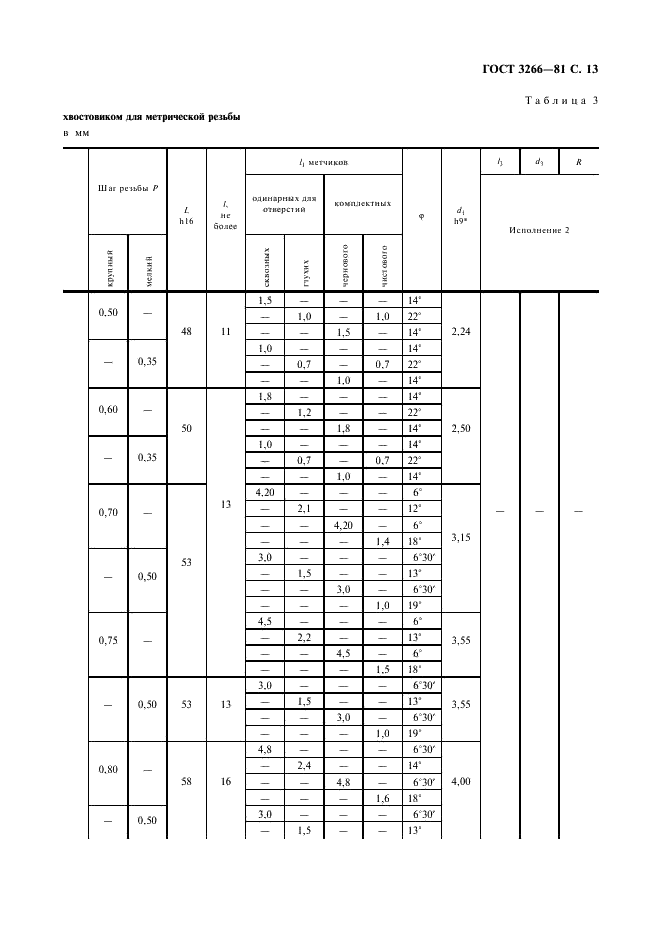 ГОСТ 3266—81 С. 13
Таблица 3
хвостовиком для метрической резьбы
в мм
Шаг резьбы P | L h16 | l, не более | l₁ метчиков | φ | d₁ h9* | l₃ | d₃ | R
одинарных для отверстий | комплектных | Исполнение 2
крупный | мелкий | сквозных | глухих | чернового | чистового
0,50 | — | 48 | 11 | 1,5 | — | — | — | 14° | 2,24 | — | — | —
— | 1,0 | — | 1,0 | 22°
— | — | 1,5 | — | 14°
— | 0,35 | 1,0 | — | — | — | 14°
— | 0,7 | — | 0,7 | 22°
— | — | 1,0 | — | 14°
0,60 | — | 50 | 13 | 1,8 | — | — | — | 14° | 2,50
— | 1,2 | — | — | 22°
— | — | 1,8 | — | 14°
— | 0,35 | 1,0 | — | — | — | 14°
— | 0,7 | — | 0,7 | 22°
— | — | 1,0 | — | 14°
0,70 | — | 53 | 4,20 | — | — | — | 6° | 3,15
— | 2,1 | — | — | 12°
— | — | 4,20 | — | 6°
— | — | — | 1,4 | 18°
— | 0,50 | 3,0 | — | — | — | 6°30′
— | 1,5 | — | — | 13°
— | — | 3,0 | — | 6°30′
— | — | — | 1,0 | 19°
0,75 | — | 4,5 | — | — | — | 6° | 3,55
— | 2,2 | — | — | 13°
— | — | 4,5 | — | 6°
— | — | — | 1,5 | 18°
— | 0,50 | 53 | 13 | 3,0 | — | — | — | 6°30′ | 3,55
— | 1,5 | — | — | 13°
— | — | 3,0 | — | 6°30′
— | — | — | 1,0 | 19°
0,80 | — | 58 | 16 | 4,8 | — | — | — | 6°30′ | 4,00
— | 2,4 | — | — | 14°
— | — | 4,8 | — | 6°30′
— | — | — | 1,6 | 18°
— | 0,50 | 3,0 | — | — | — | 6°30′
— | 1,5 | — | — | 13°